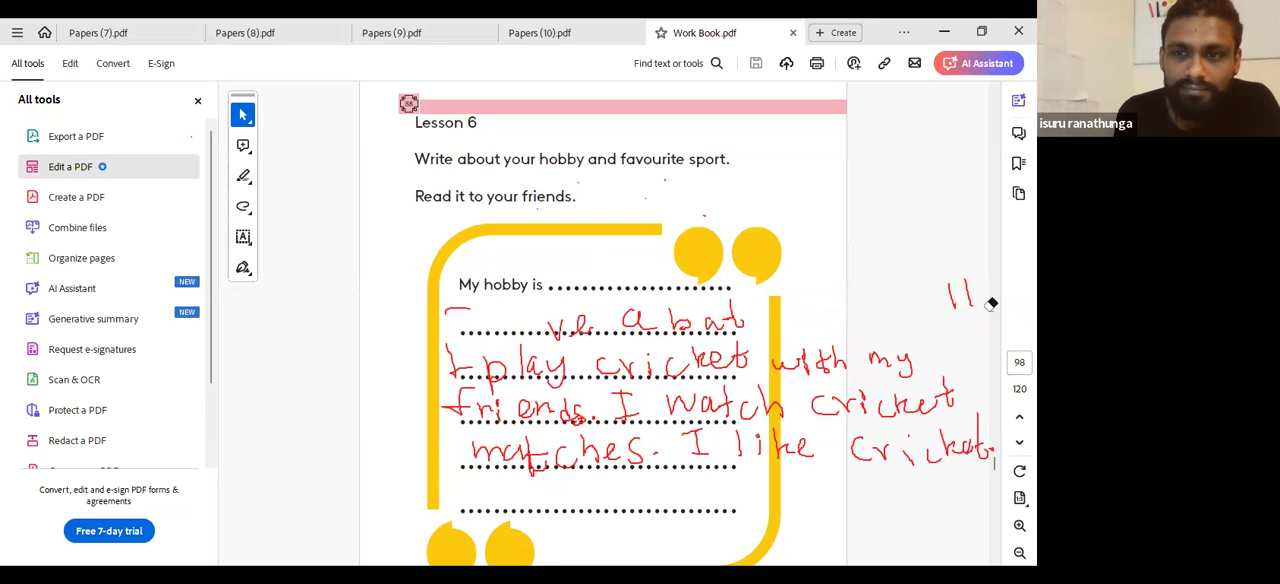 Papers (7).pdf
Papers (8).pdf
Papers (9).pdf
Papers (10).pdf
Work Book.pdf
Create
All tools
Edit
Convert
E-Sign
Find text or tools
AI Assistant
All tools
Export a PDF
Edit a PDF
Create a PDF
Combine files
Organize pages
AI Assistant NEW
Generative summary NEW
Request e-signatures
Scan & OCR
Protect a PDF
Redact a PDF
Convert, edit and e-sign PDF forms &
agreements
Free 7-day trial
88
Lesson 6
Write about your hobby and favourite sport.
Read it to your friends.
My hobby is ........................
ve a bat
I play cricket with my
friends. I watch cricket
matches. I like cricket.
11
98
120
isuru ranathunga